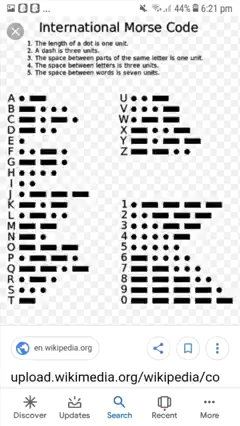 44% 6:21 pm
International Morse Code
1. The length of a dot is one unit.
2. A dash is three units.
3. The space between parts of the same letter is one unit.
4. The space between letters is three units.
5. The space between words is seven units.
A
B
C
D
E
F
G
H
I
J
K
L
M
N
O
P
Q
R
S
T
U
V
W
X
Y
Z
1
2
3
4
5
6
7
8
9
0
en.wikipedia.org
upload.wikimedia.org/wikipedia/co
Discover Updates Search Recent More